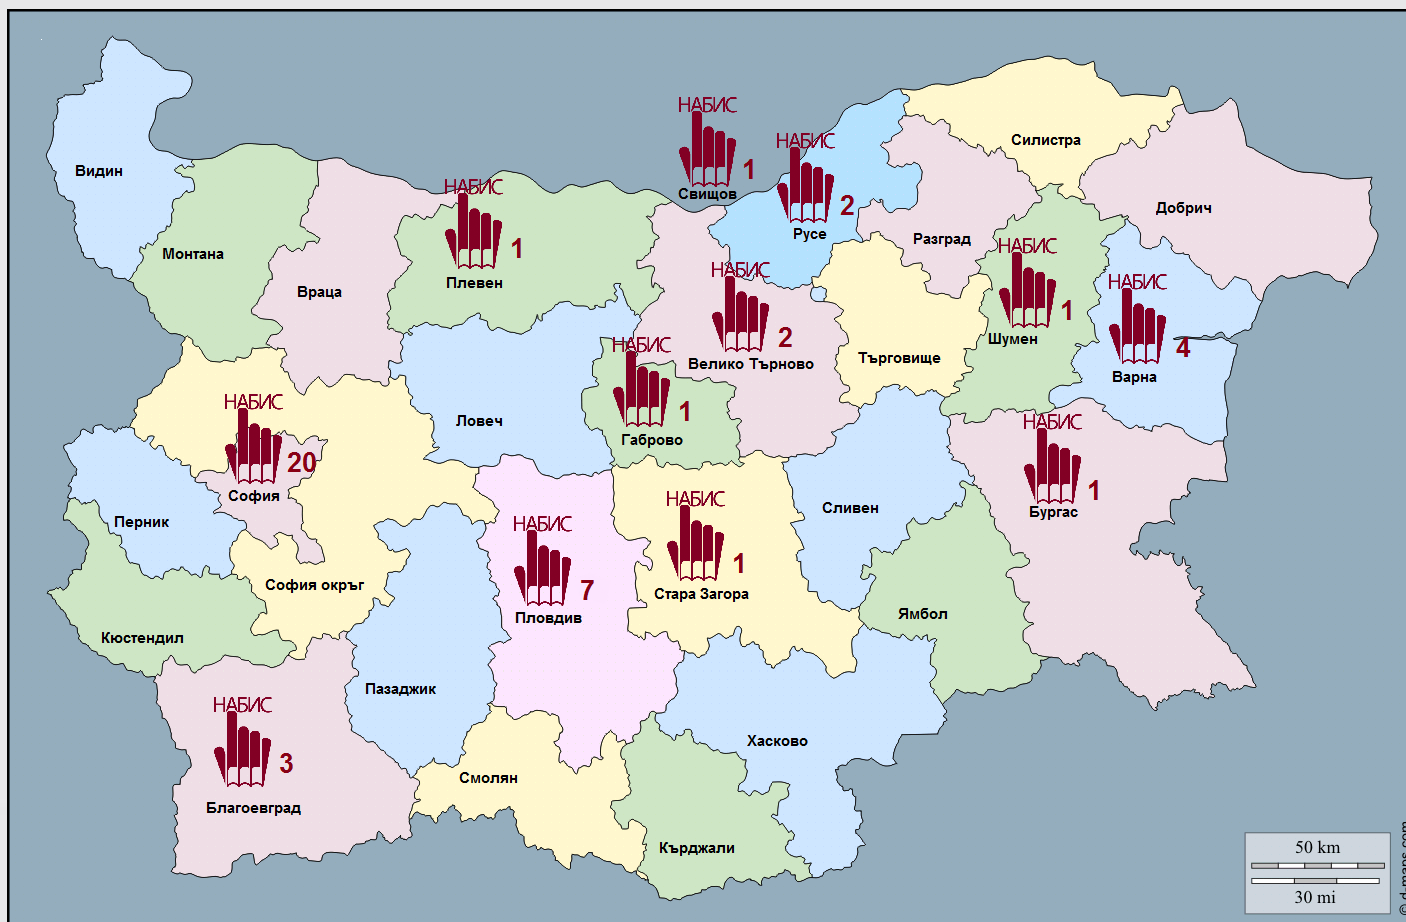 НАБИС
1
Свищов
НАБИС
2
Русе
Силистра
Видин
НАБИС
1
Плевен
Добрич
Монтана
Разград
НАБИС
1
Шумен
Враца
НАБИС
2
Велико Търново
НАБИС
4
Варна
Търговище
НАБИС
1
Габрово
НАБИС
20
София
Ловеч
НАБИС
1
Бургас
Перник
НАБИС
7
Пловдив
НАБИС
1
Стара Загора
Сливен
София окръг
Ямбол
Кюстендил
Пазаджик
НАБИС
3
Благоевград
Хасково
Смолян
Кърджали
50 km
30 mi
© d-maps.com